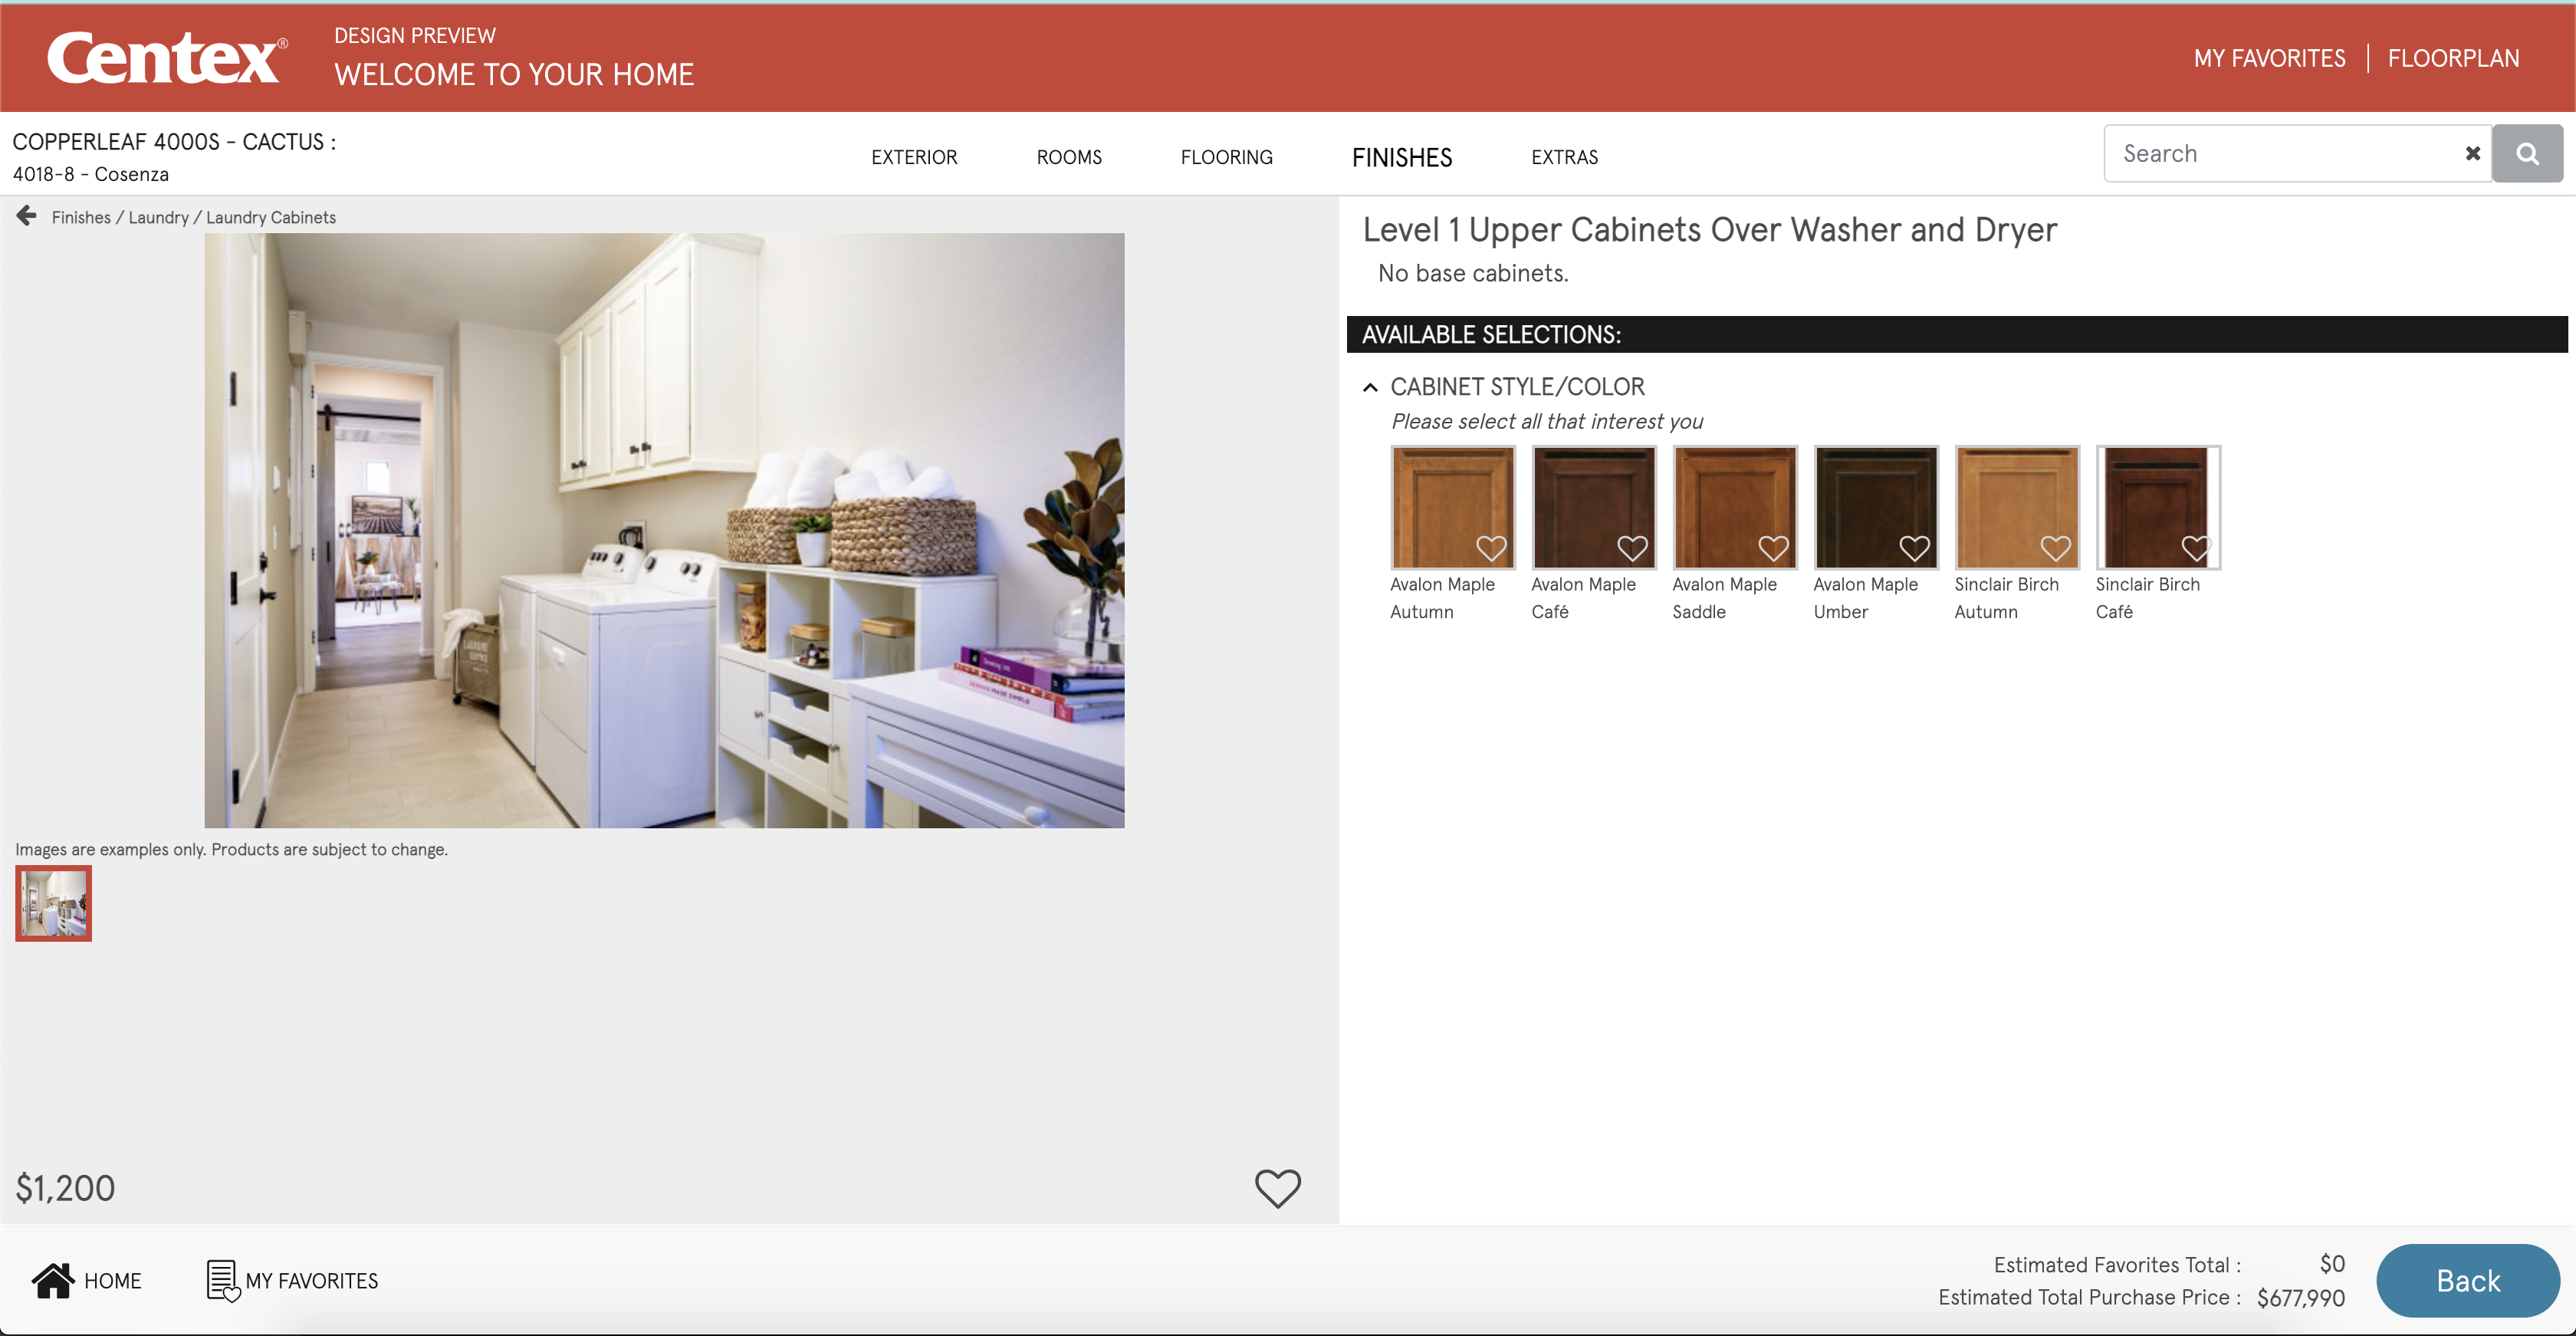 Centex®
DESIGN PREVIEW
WELCOME TO YOUR HOME
MY FAVORITES
FLOORPLAN
COPPERLEAF 4000S - CACTUS :
4018-8 - Cosenza
EXTERIOR
ROOMS
FLOORING
FINISHES
EXTRAS
Search
Finishes / Laundry / Laundry Cabinets
Level 1 Upper Cabinets Over Washer and Dryer
No base cabinets.
AVAILABLE SELECTIONS:
CABINET STYLE/COLOR
Please select all that interest you
Avalon Maple
Autumn
Avalon Maple
Café
Avalon Maple
Saddle
Avalon Maple
Umber
Sinclair Birch
Autumn
Sinclair Birch
Café
Images are examples only. Products are subject to change.
$1,200
HOME
MY FAVORITES
Estimated Favorites Total : $0
Estimated Total Purchase Price : $677,990
Back